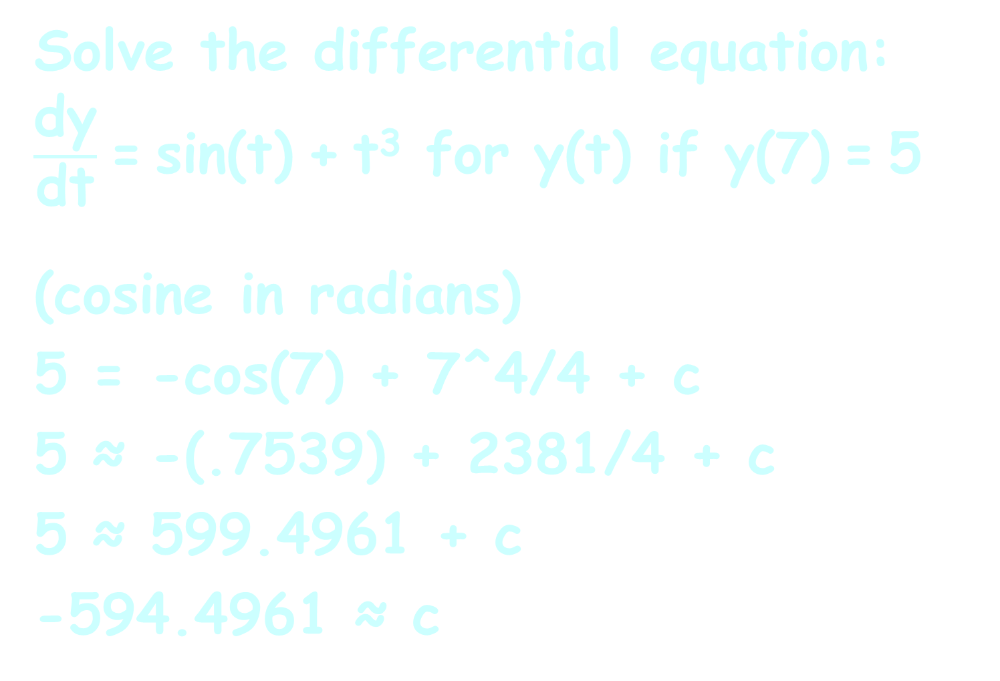 Solve the differential equation:
dy/dt = sin(t) + t³ for y(t) if y(7) = 5
(cosine in radians)
5 = -cos(7) + 7^4/4 + c
5 ≈ -(.7539) + 2381/4 + c
5 ≈ 599.4961 + c
-594.4961 ≈ c